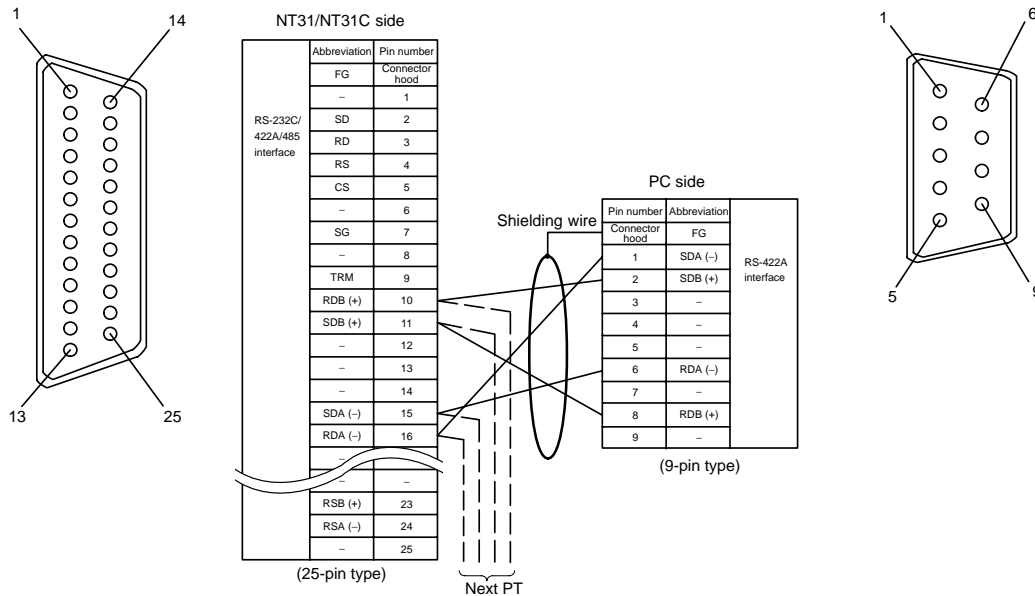 1
14
13
25
NT31/NT31C side
RS-232C/
422A/485
interface
Abbreviation Pin number
FG Connector hood
– 1
SD 2
RD 3
RS 4
CS 5
– 6
SG 7
– 8
TRM 9
RDB (+) 10
SDB (+) 11
– 12
– 13
– 14
SDA (–) 15
RDA (–) 16
–
– –
RSB (+) 23
RSA (–) 24
– 25
(25-pin type)
Shielding wire
Next PT
PC side
Pin number Abbreviation
Connector hood FG
1 SDA (–)
2 SDB (+)
3 –
4 –
5 –
6 RDA (–)
7 –
8 RDB (+)
9 –
RS-422A
interface
(9-pin type)
1
6
5
9